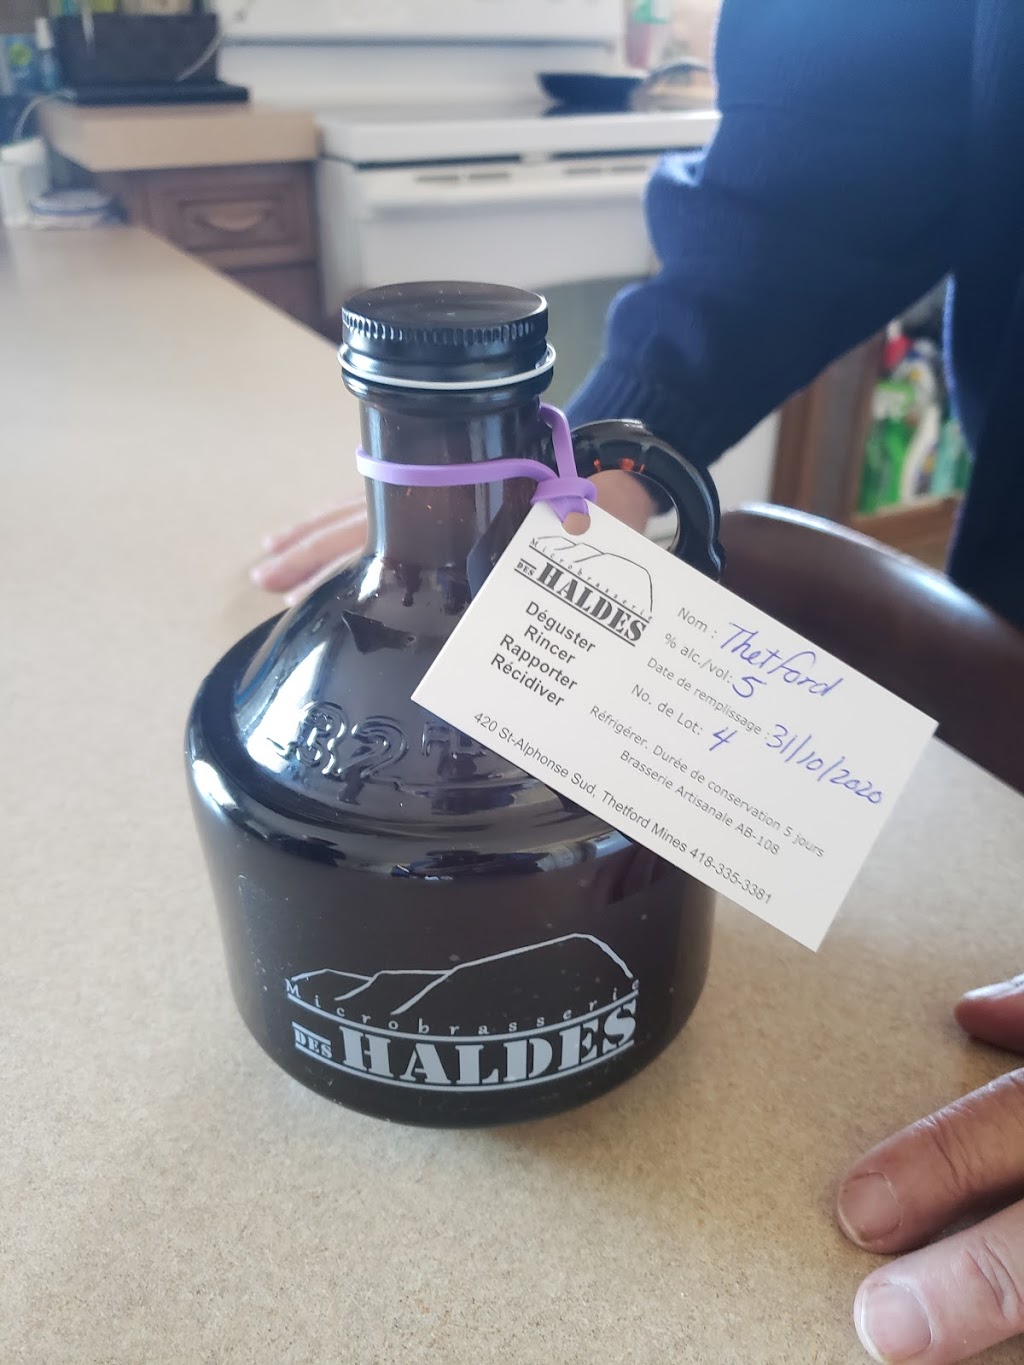 Microbrasserie
DES HALDES
Déguster
Rincer
Rapporter
Récidiver
Nom : Thetford
% alc./vol: 5
Date de remplissage : 31/10/2020
No. de Lot: 4
Réfrigérer. Durée de conservation 5 jours
Brasserie Artisanale AB-108
420 St-Alphonse Sud, Thetford Mines 418-335-3381
32
Microbrasserie
DES HALDES